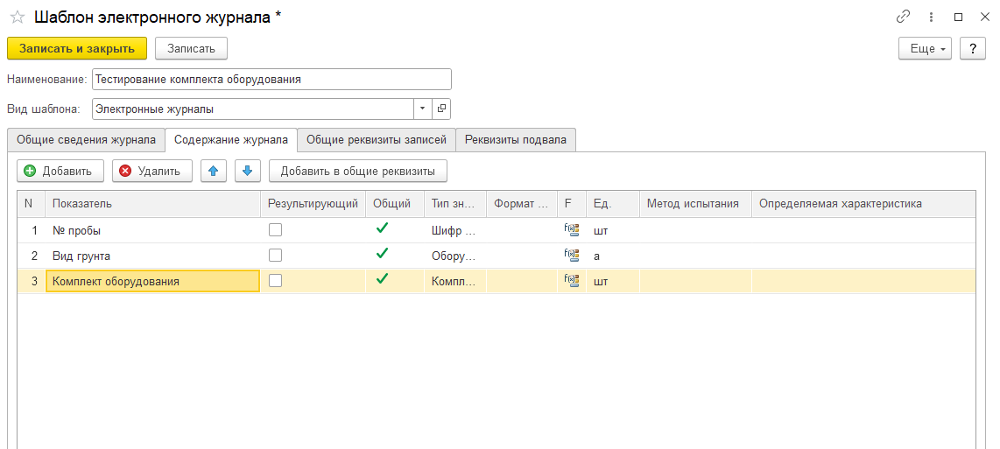 Шаблон электронного журнала *
Записать и закрыть Записать Еще ?
Наименование: Тестирование комплекта оборудования
Вид шаблона: Электронные журналы
Общие сведения журнала Содержание журнала Общие реквизиты записей Реквизиты подвала
Добавить Удалить Добавить в общие реквизиты
N Показатель Результирующий Общий Тип зн... Формат ... F Ед. Метод испытания Определяемая характеристика
1 № пробы Шифр ... f(x) шт
2 Вид грунта Обору... f(x) а
3 Комплект оборудования Компл... f(x) шт